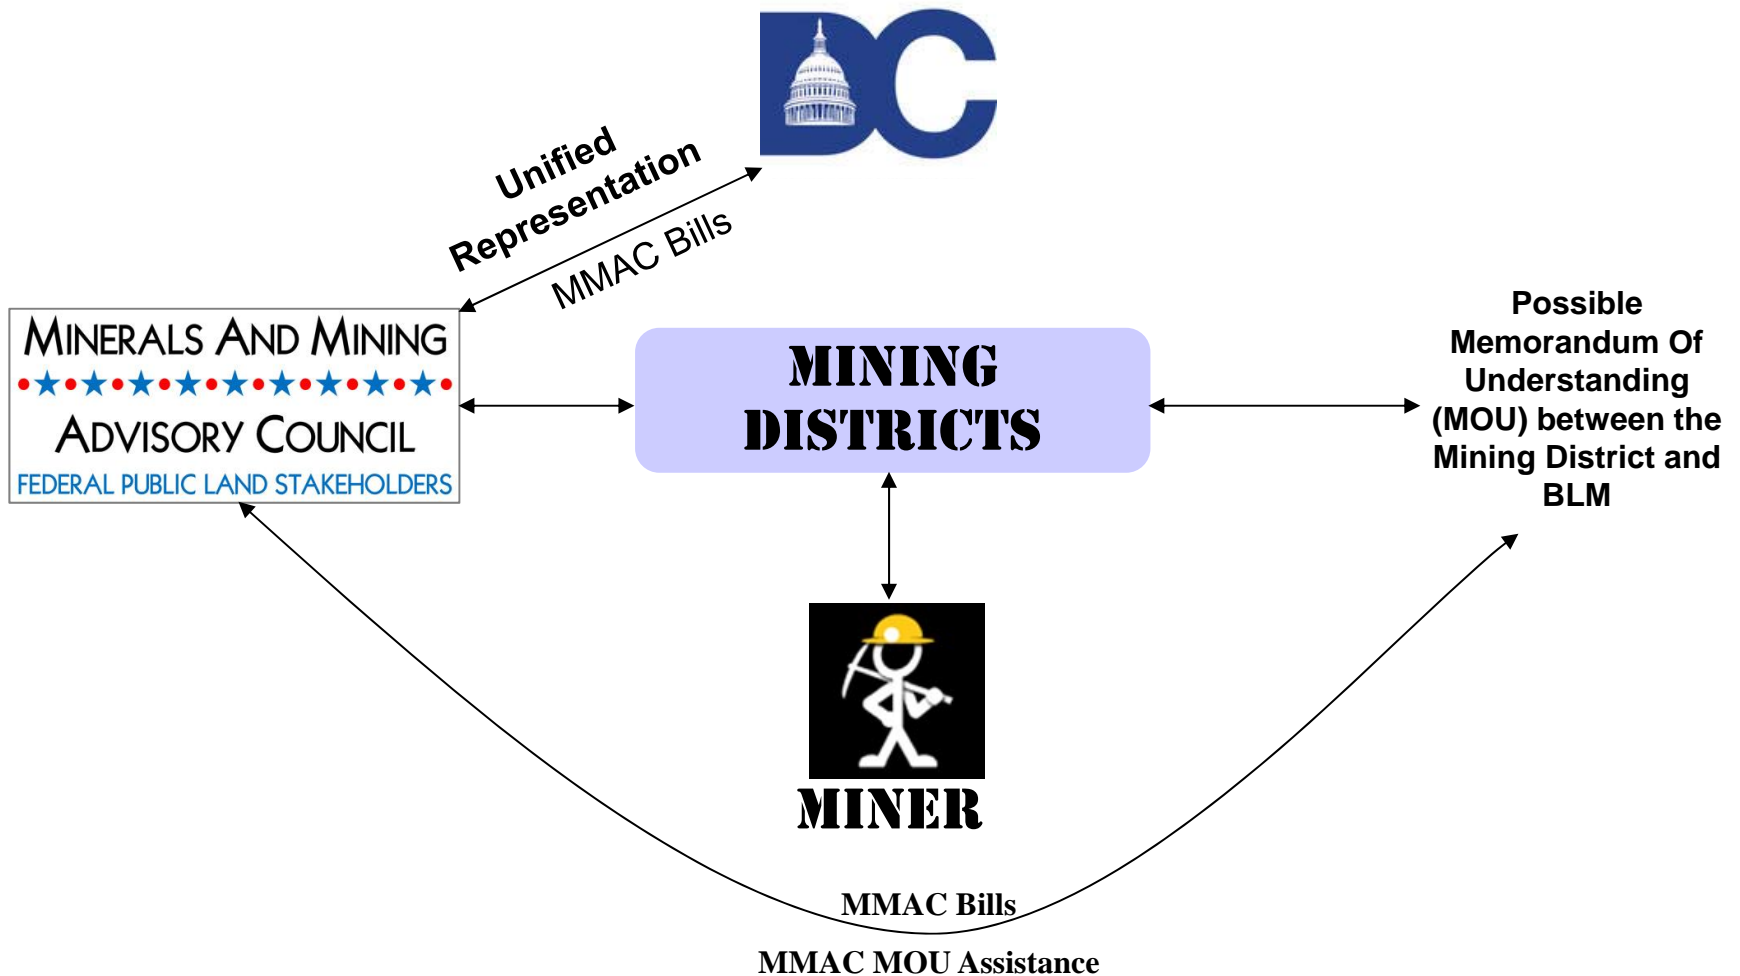 DC
Unified
Representation
MMAC Bills
MINERALS AND MINING
ADVISORY COUNCIL
FEDERAL PUBLIC LAND STAKEHOLDERS
MINING
DISTRICTS
Possible
Memorandum Of
Understanding
(MOU) between the
Mining District and
BLM
MINER
MMAC Bills
MMAC MOU Assistance